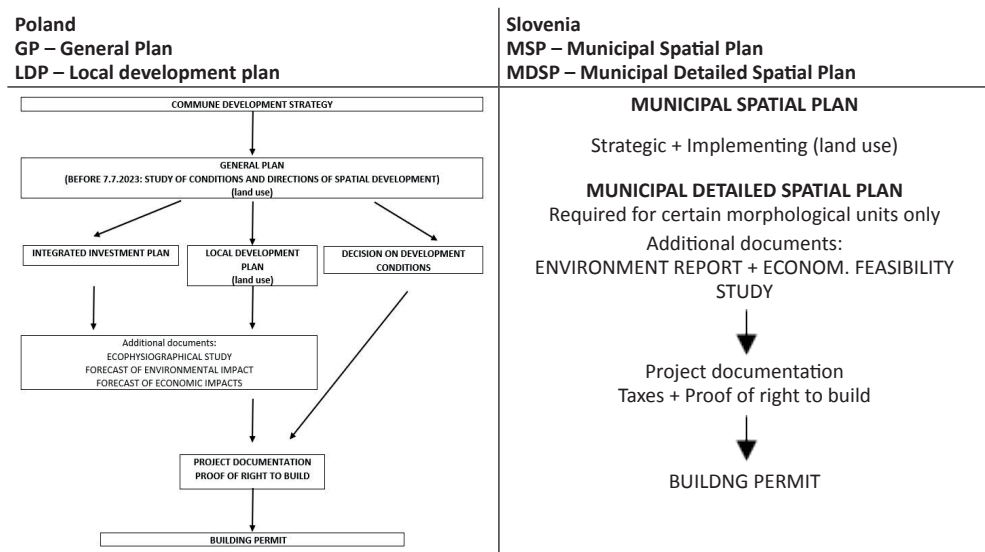 Poland
GP – General Plan
LDP – Local development plan
COMMUNE DEVELOPMENT STRATEGY
GENERAL PLAN
(BEFORE 7.7.2023: STUDY OF CONDITIONS AND DIRECTIONS OF SPATIAL DEVELOPMENT)
(land use)
INTEGRATED INVESTMENT PLAN
LOCAL DEVELOPMENT
PLAN
(land use)
DECISION ON DEVELOPMENT
CONDITIONS
Additional documents:
ECOPHYSIOGRAPHICAL STUDY
FORECAST OF ENVIRONMENTAL IMPACT
FORECAST OF ECONOMIC IMPACTS
PROJECT DOCUMENTATION
PROOF OF RIGHT TO BUILD
BUILDING PERMIT
Slovenia
MSP – Municipal Spatial Plan
MDSP – Municipal Detailed Spatial Plan
MUNICIPAL SPATIAL PLAN
Strategic + Implementing (land use)
MUNICIPAL DETAILED SPATIAL PLAN
Required for certain morphological units only
Additional documents:
ENVIRONMENT REPORT + ECONOM. FEASIBILITY
STUDY
Project documentation
Taxes + Proof of right to build
BUILDNG PERMIT